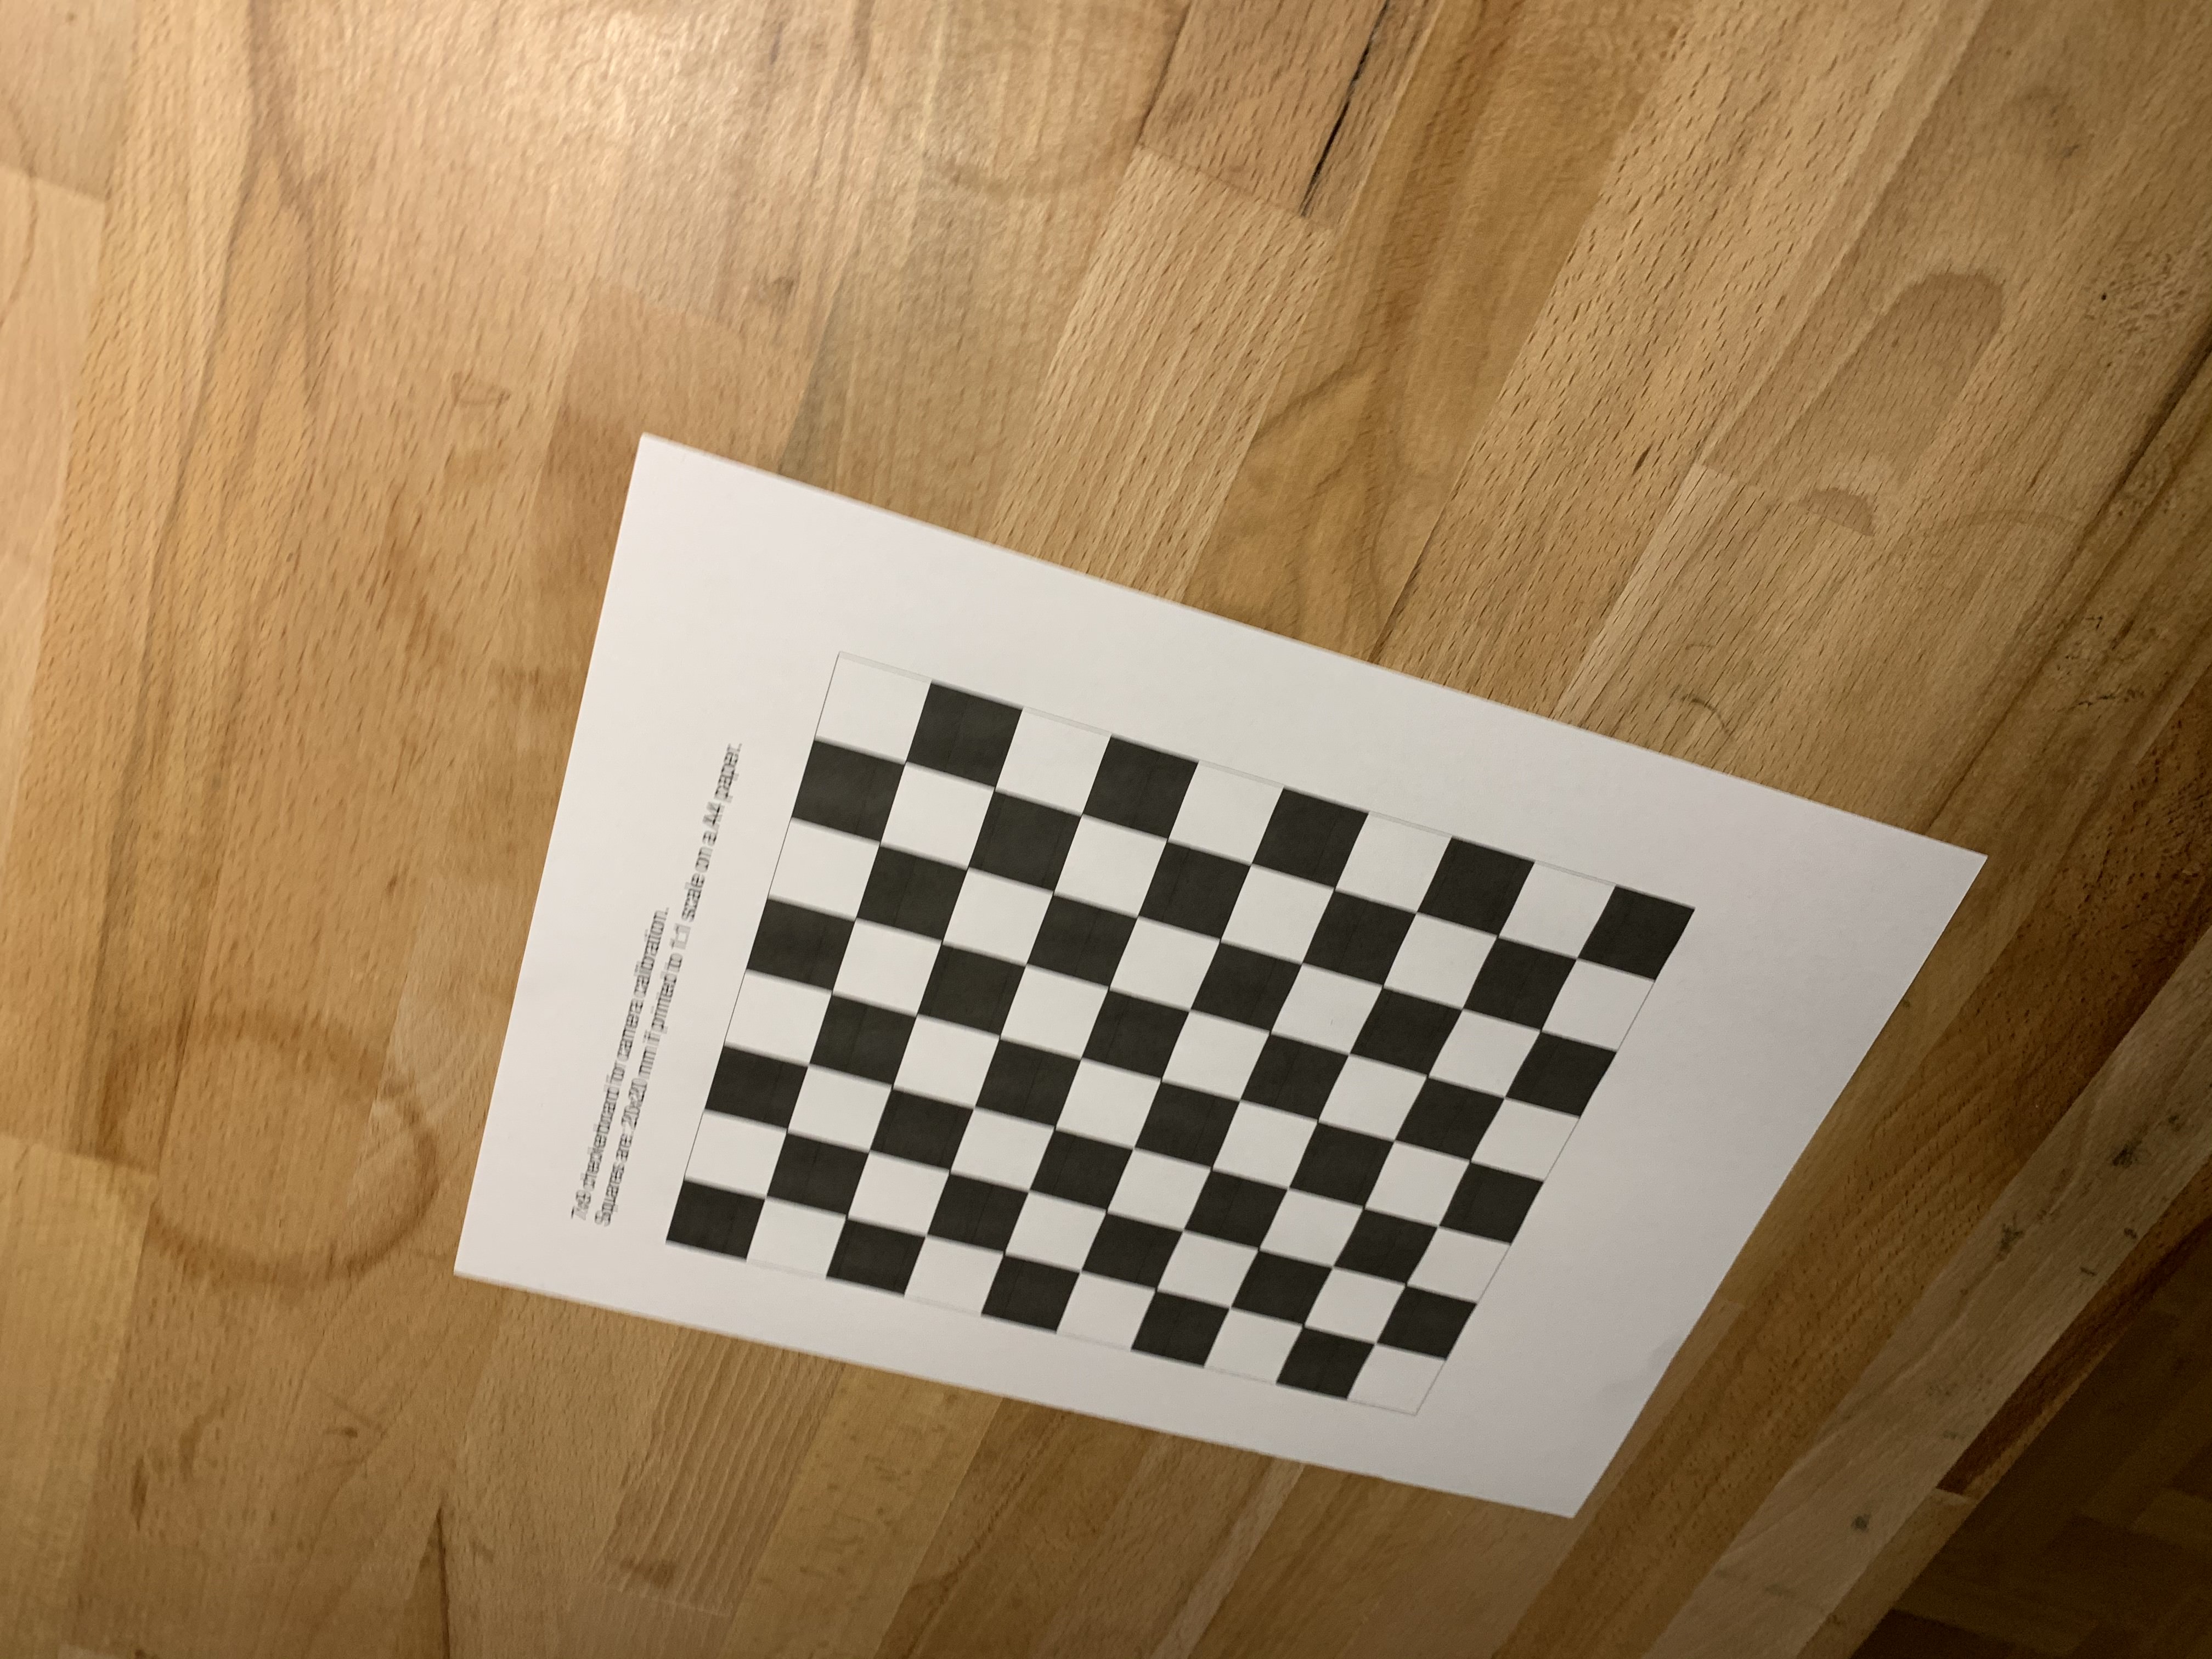 7x9 checkerboard for camera calibration.
Squares are: 20x20 mm if printed to 1:1 scale on a A4 paper.